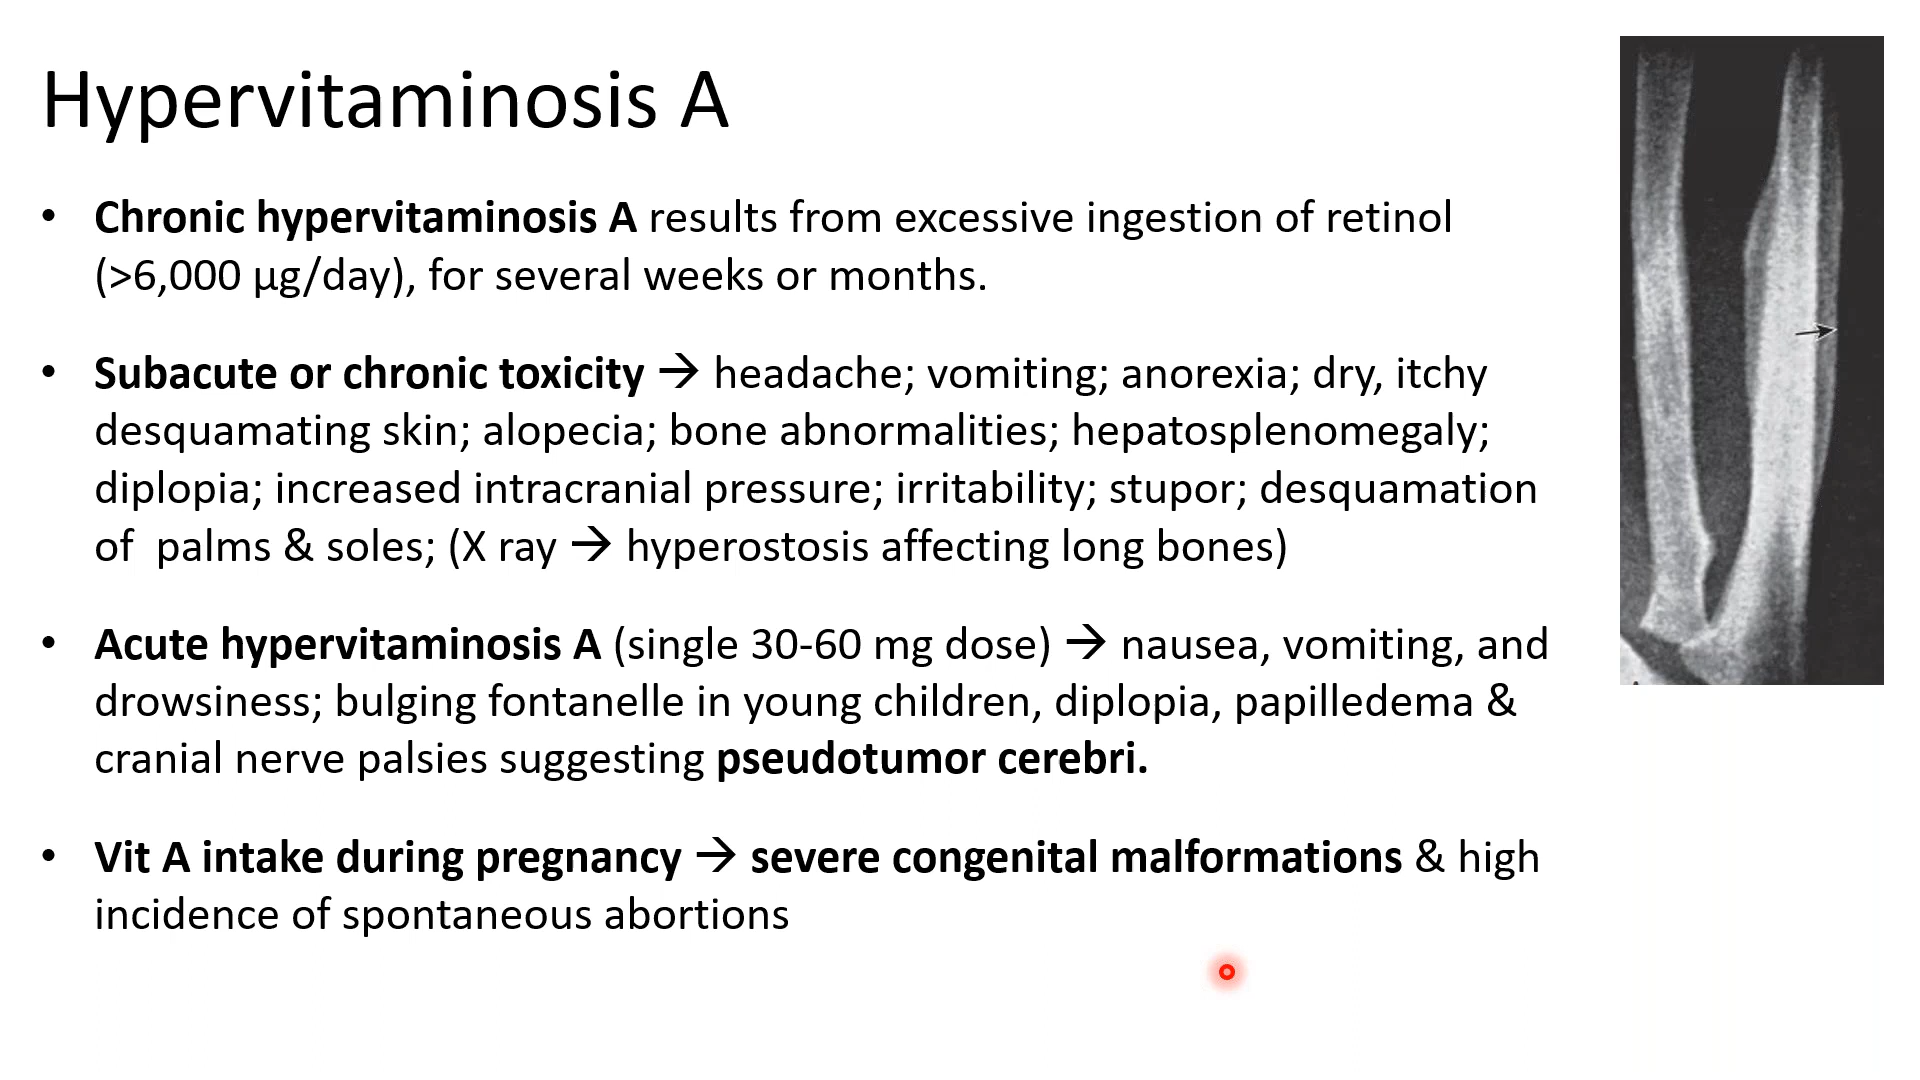 Hypervitaminosis A
• Chronic hypervitaminosis A results from excessive ingestion of retinol
(>6,000 µg/day), for several weeks or months.
• Subacute or chronic toxicity → headache; vomiting; anorexia; dry, itchy
desquamating skin; alopecia; bone abnormalities; hepatosplenomegaly;
diplopia; increased intracranial pressure; irritability; stupor; desquamation
of  palms & soles; (X ray → hyperostosis affecting long bones)
• Acute hypervitaminosis A (single 30-60 mg dose) → nausea, vomiting, and
drowsiness; bulging fontanelle in young children, diplopia, papilledema &
cranial nerve palsies suggesting pseudotumor cerebri.
• Vit A intake during pregnancy → severe congenital malformations & high
incidence of spontaneous abortions